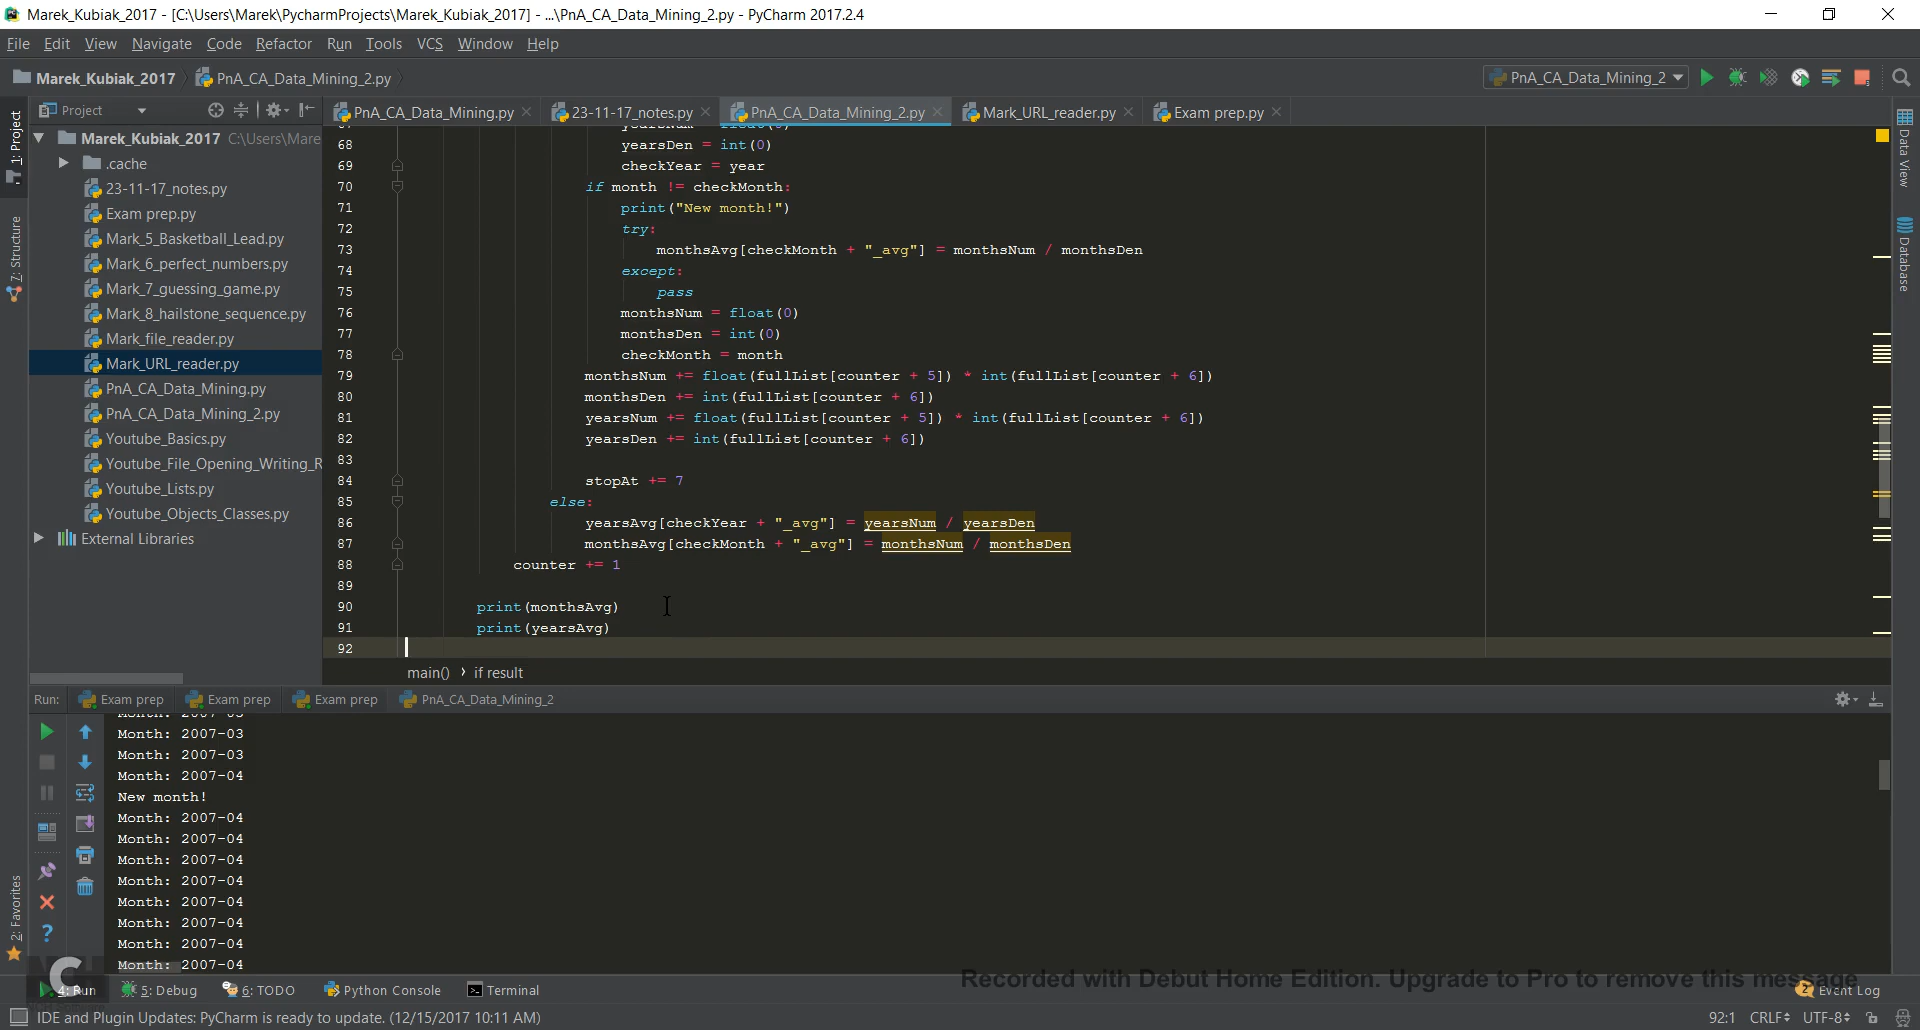 Marek_Kubiak_2017 - [C:\Users\Marek\PycharmProjects\Marek_Kubiak_2017] - ...\PnA_CA_Data_Mining_2.py - PyCharm 2017.2.4
File Edit View Navigate Code Refactor Run Tools VCS Window Help
Marek_Kubiak_2017 PnA_CA_Data_Mining_2.py
PnA_CA_Data_Mining_2
Project
PnA_CA_Data_Mining.py 23-11-17_notes.py PnA_CA_Data_Mining_2.py Mark_URL_reader.py Exam prep.py
1: Project
7: Structure
2: Favorites
Marek_Kubiak_2017 C:\Users\Mare
.cache
23-11-17_notes.py
Exam prep.py
Mark_5_Basketball_Lead.py
Mark_6_perfect_numbers.py
Mark_7_guessing_game.py
Mark_8_hailstone_sequence.py
Mark_file_reader.py
Mark_URL_reader.py
PnA_CA_Data_Mining.py
PnA_CA_Data_Mining_2.py
Youtube_Basics.py
Youtube_File_Opening_Writing_R
Youtube_Lists.py
Youtube_Objects_Classes.py
External Libraries
68 yearsDen = int(0)
69 checkYear = year
70 if month != checkMonth:
71 print("New month!")
72 try:
73 monthsAvg[checkMonth + "_avg"] = monthsNum / monthsDen
74 except:
75 pass
76 monthsNum = float(0)
77 monthsDen = int(0)
78 checkMonth = month
79 monthsNum += float(fullList[counter + 5]) * int(fullList[counter + 6])
80 monthsDen += int(fullList[counter + 6])
81 yearsNum += float(fullList[counter + 5]) * int(fullList[counter + 6])
82 yearsDen += int(fullList[counter + 6])
83
84 stopAt += 7
85 else:
86 yearsAvg[checkYear + "_avg"] = yearsNum / yearsDen
87 monthsAvg[checkMonth + "_avg"] = monthsNum / monthsDen
88 counter += 1
89
90 print(monthsAvg)
91 print(yearsAvg)
92
main() › if result
Data View
Database
Run: Exam prep Exam prep Exam prep PnA_CA_Data_Mining_2
Month: 2007-03
Month: 2007-03
Month: 2007-03
Month: 2007-04
New month!
Month: 2007-04
Month: 2007-04
Month: 2007-04
Month: 2007-04
Month: 2007-04
Month: 2007-04
Month: 2007-04
Month: 2007-04
Recorded with Debut Home Edition. Upgrade to Pro to remove this message
4: Run 5: Debug 6: TODO Python Console Terminal 2 Event Log
IDE and Plugin Updates: PyCharm is ready to update. (12/15/2017 10:11 AM) 92:1 CRLF UTF-8